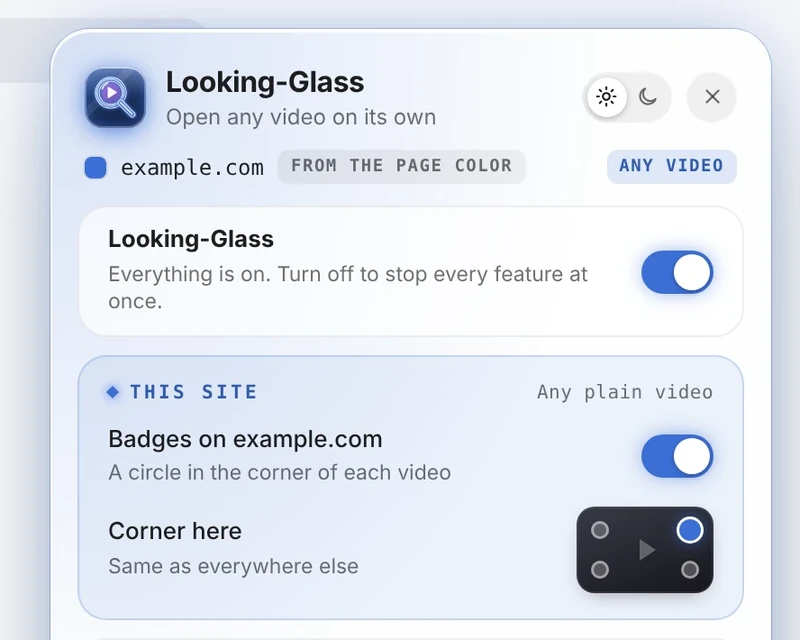 Looking-Glass
Open any video on its own
example.com FROM THE PAGE COLOR ANY VIDEO
Looking-Glass
Everything is on. Turn off to stop every feature at
once.
THIS SITE Any plain video
Badges on example.com
A circle in the corner of each video
Corner here
Same as everywhere else